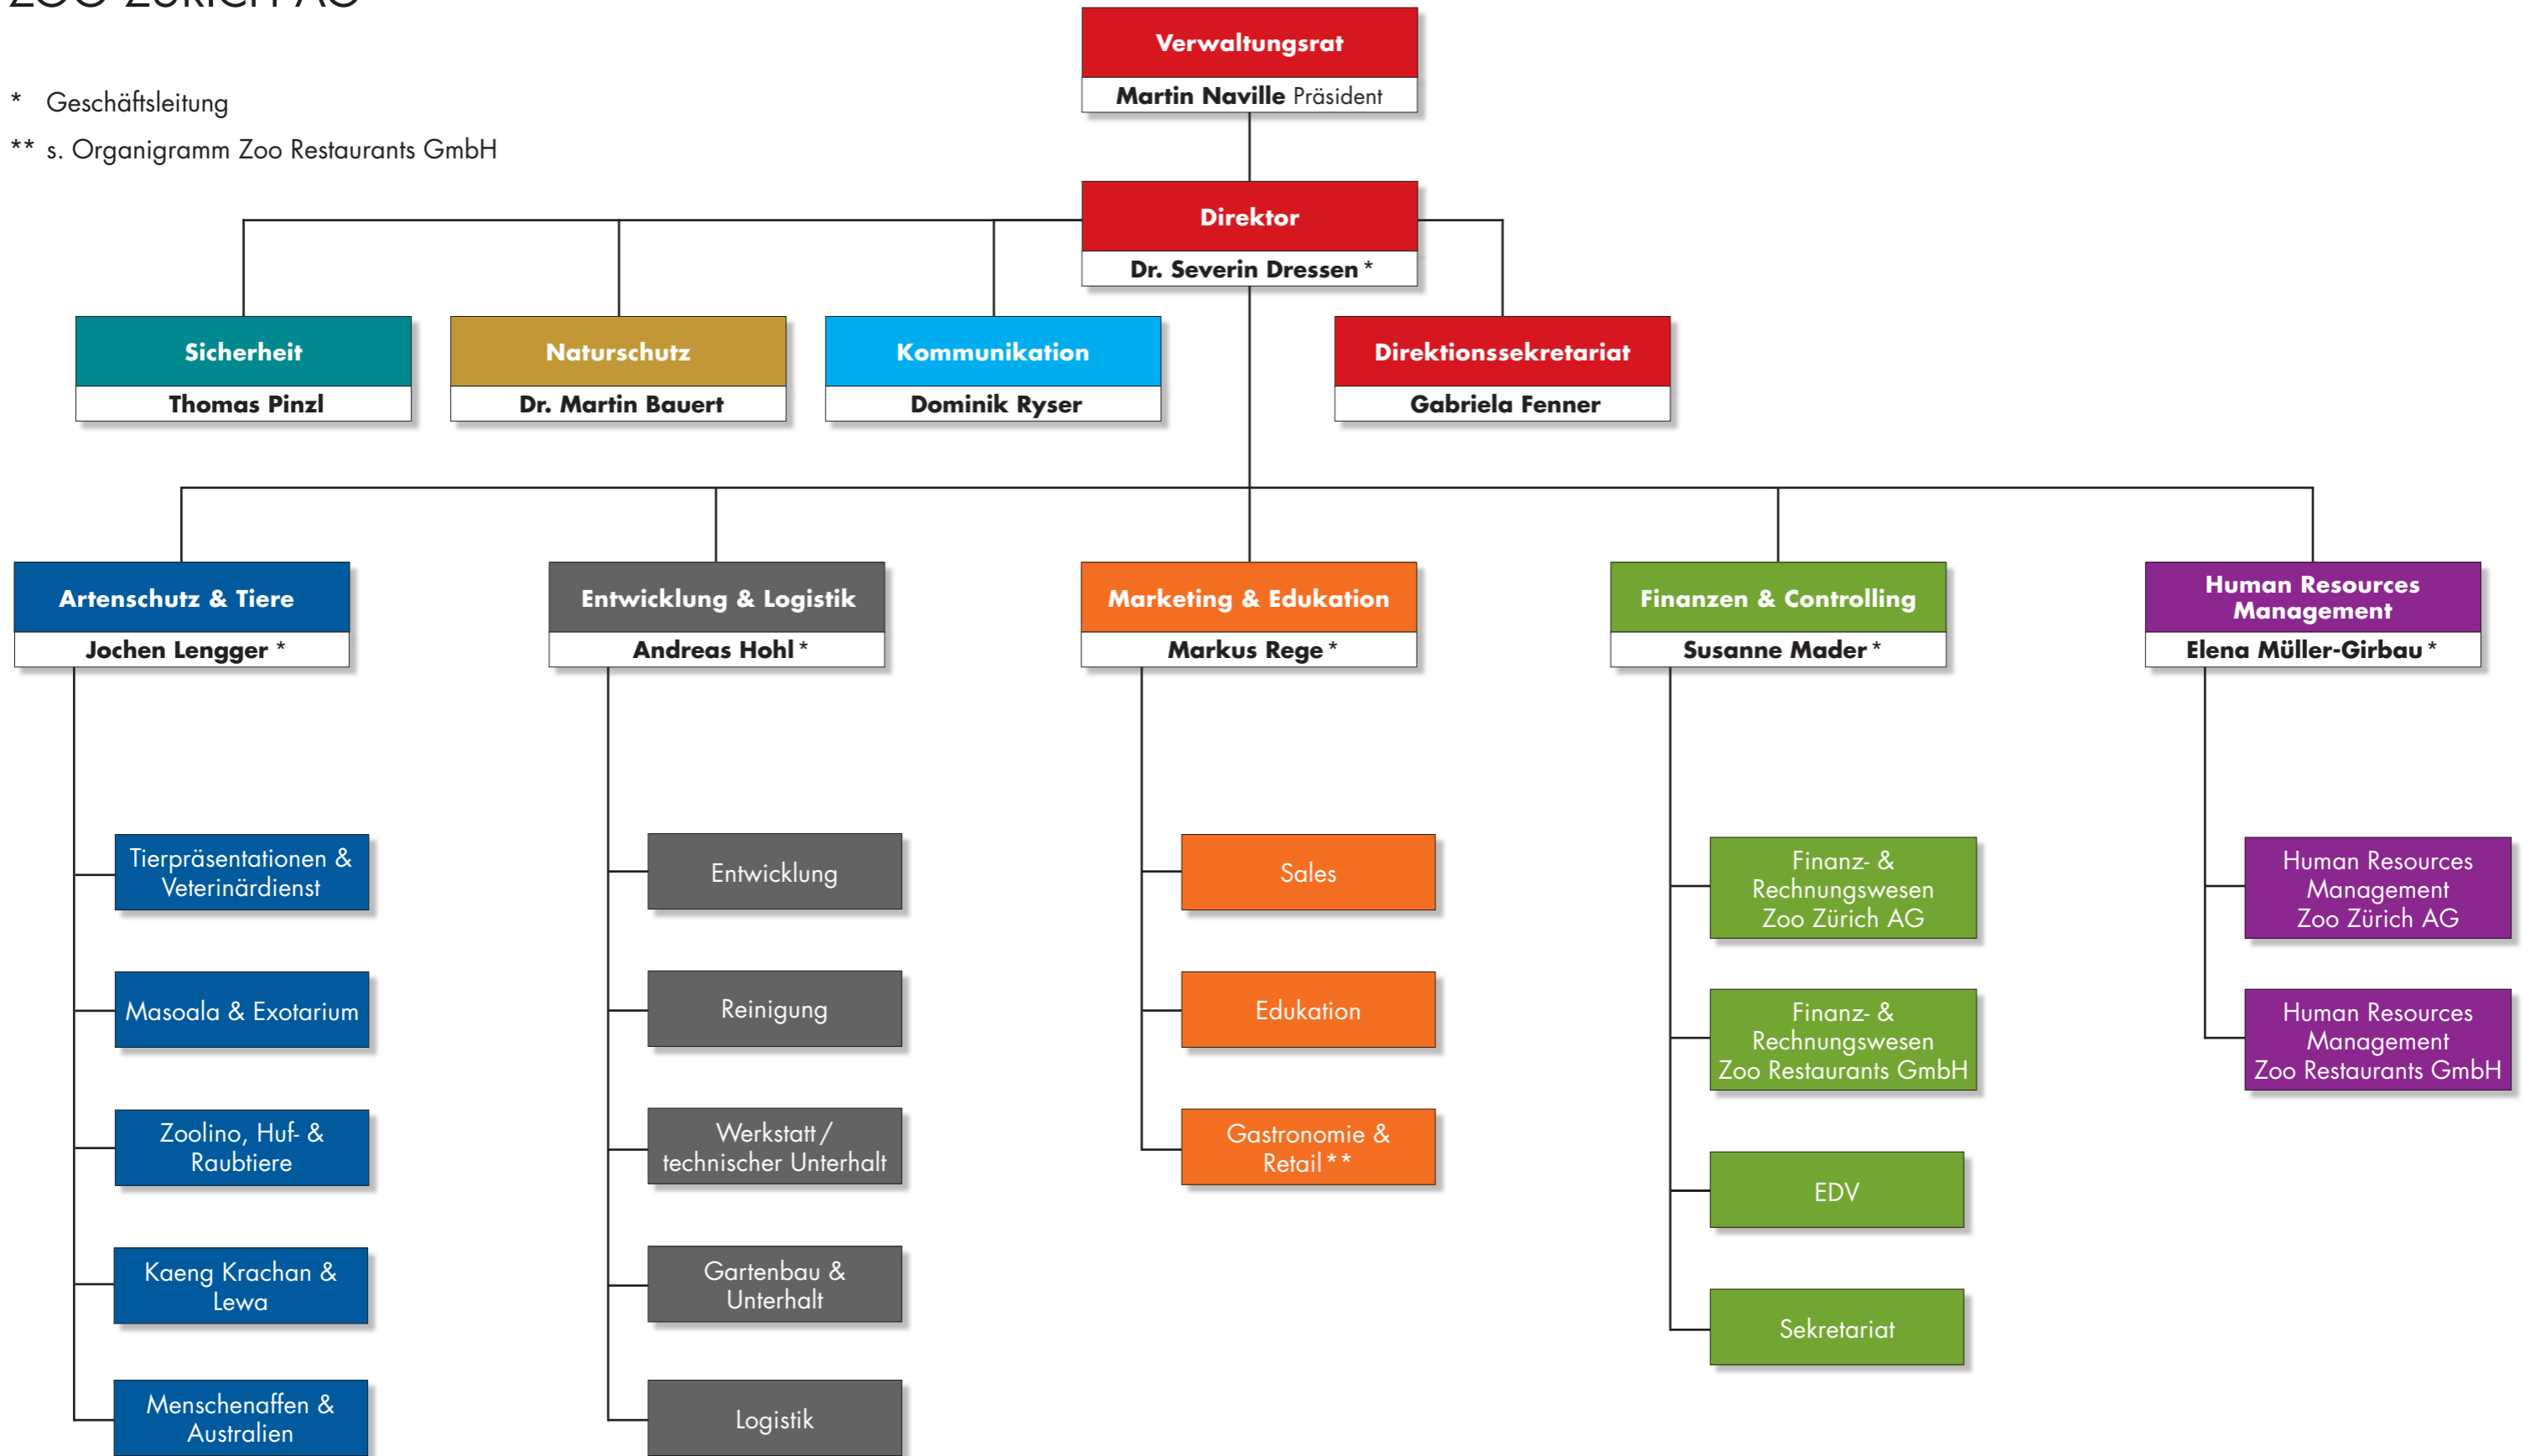 ZOO ZÜRICH AG
* Geschäftsleitung
** s. Organigramm Zoo Restaurants GmbH
Verwaltungsrat
Martin Naville Präsident
Direktor
Dr. Severin Dressen *
Sicherheit
Thomas Pinzl
Naturschutz
Dr. Martin Bauert
Kommunikation
Dominik Ryser
Direktionssekretariat
Gabriela Fenner
Artenschutz & Tiere
Jochen Lengger *
Entwicklung & Logistik
Andreas Hohl *
Marketing & Edukation
Markus Rege *
Finanzen & Controlling
Susanne Mader *
Human Resources
Management
Elena Müller-Girbau *
Tierpräsentationen &
Veterinärdienst
Masoala & Exotarium
Zoolino, Huf- &
Raubtiere
Kaeng Krachan &
Lewa
Menschenaffen &
Australien
Entwicklung
Reinigung
Werkstatt /
technischer Unterhalt
Gartenbau &
Unterhalt
Logistik
Sales
Edukation
Gastronomie &
Retail **
Finanz- &
Rechnungswesen
Zoo Zürich AG
Finanz- &
Rechnungswesen
Zoo Restaurants GmbH
EDV
Sekretariat
Human Resources
Management
Zoo Zürich AG
Human Resources
Management
Zoo Restaurants GmbH